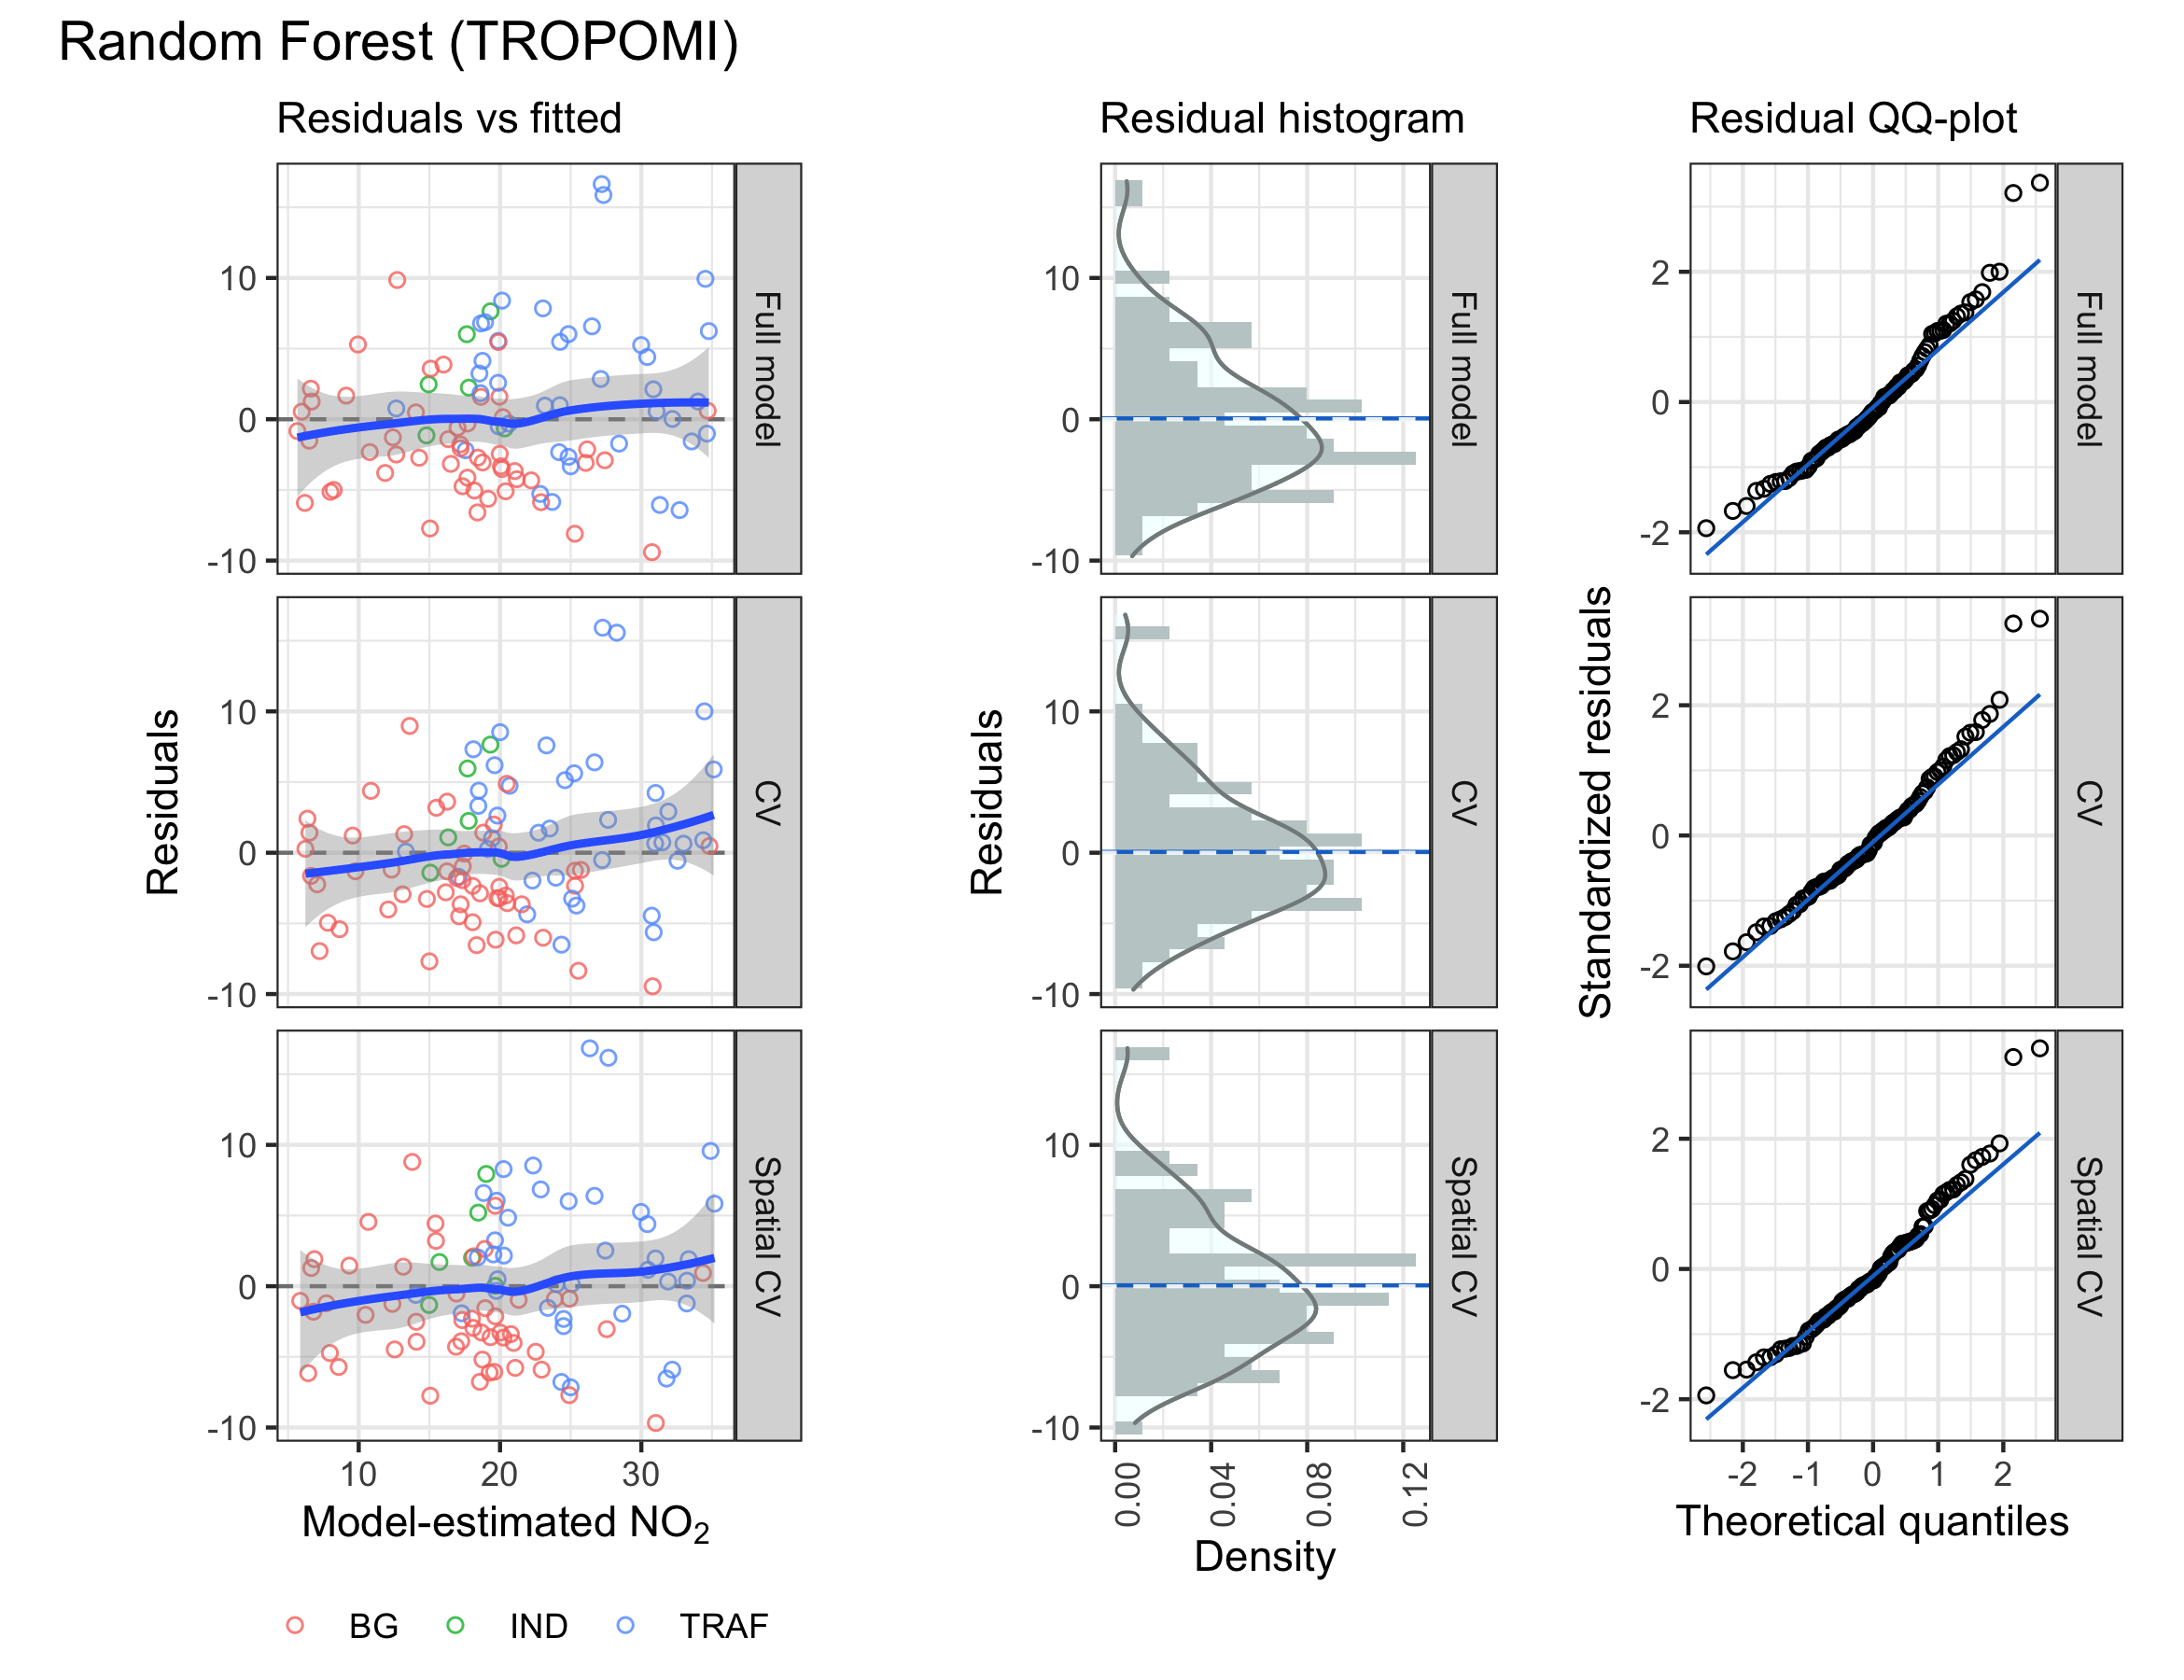 Random Forest (TROPOMI)
Residuals vs fitted
Residual histogram
Residual QQ-plot
10
0
-10
Full model
10
0
-10
Full model
2
0
-2
Full model
Residuals
10
0
-10
CV
Residuals
10
0
-10
CV
Standardized residuals
2
0
-2
CV
10
0
-10
Spatial CV
10
0
-10
Spatial CV
2
0
-2
Spatial CV
10 20 30
0.00 0.04 0.08 0.12
-2 -1 0 1 2
Model-estimated NO₂
Density
Theoretical quantiles
BG IND TRAF